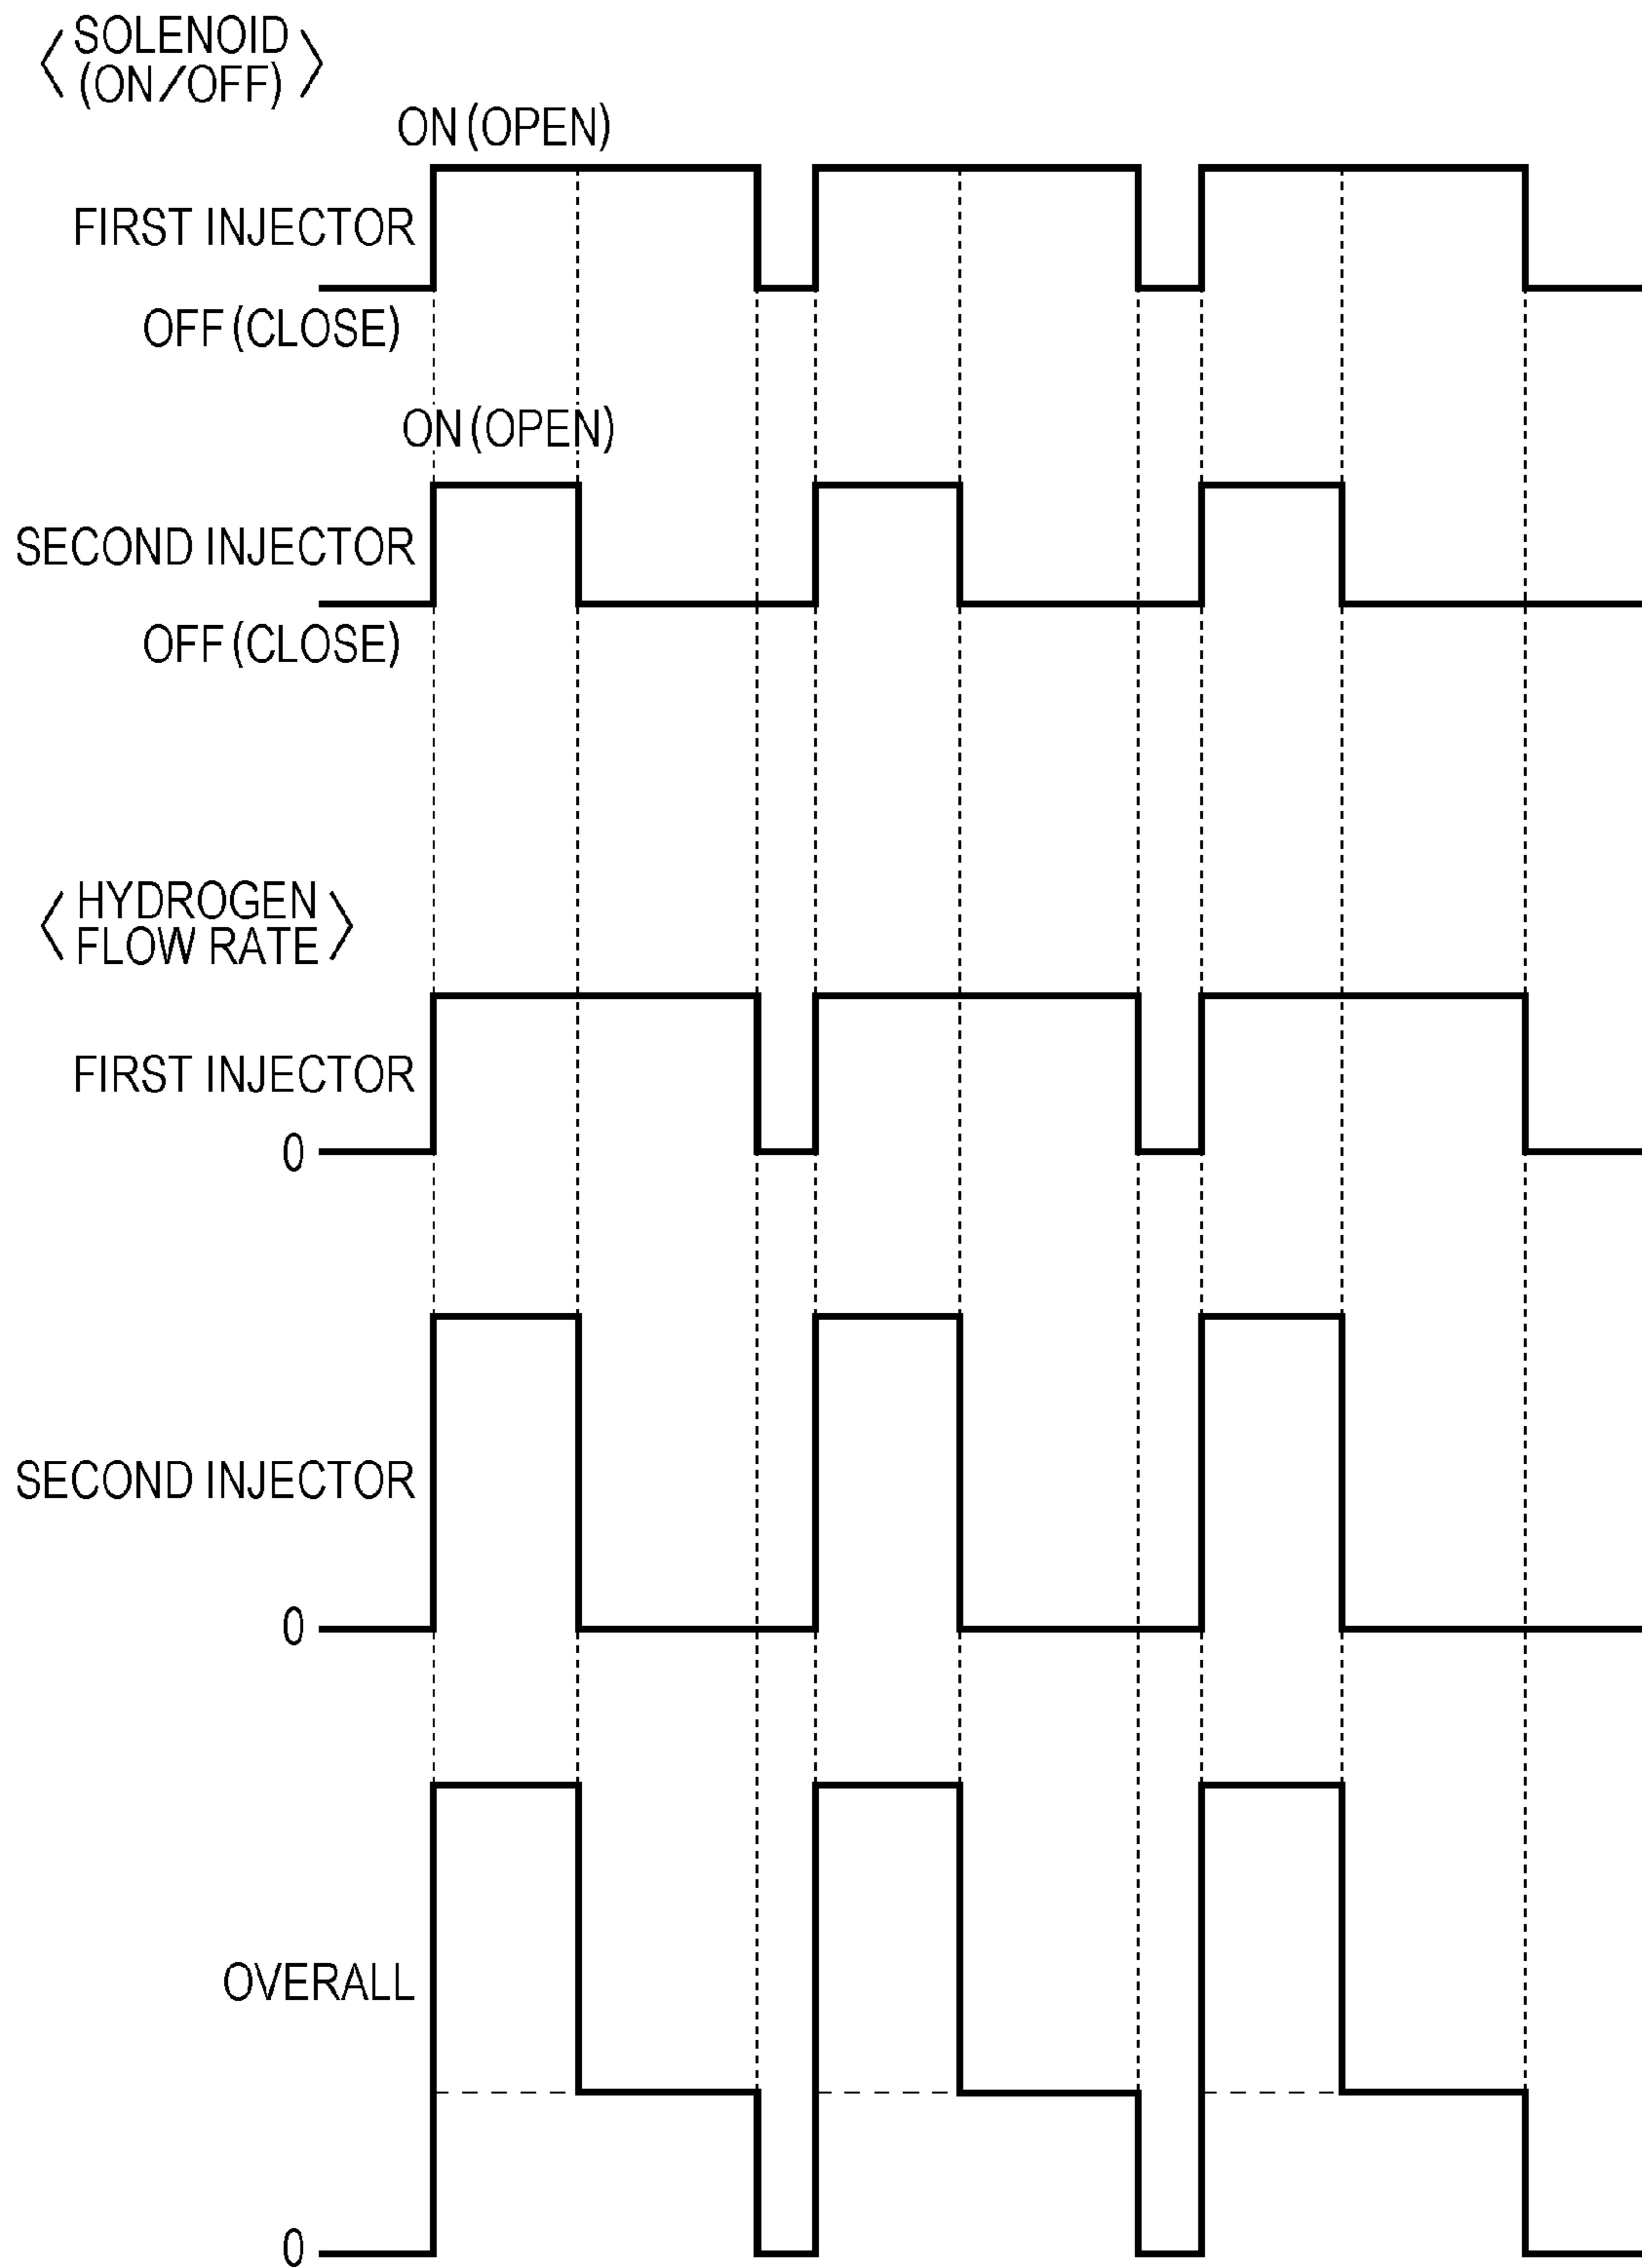 SOLENOID
(ON/OFF)
ON(OPEN)
FIRST INJECTOR
OFF(CLOSE)
ON(OPEN)
SECOND INJECTOR
OFF(CLOSE)
HYDROGEN
FLOW RATE
FIRST INJECTOR
0
SECOND INJECTOR
0
OVERALL
0